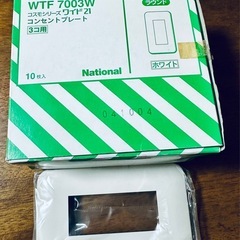 WTF 7003W
ラウンド
コスモシリーズ ワイド21
コンセントプレート
3コ用
ホワイト
10枚入
National
041004